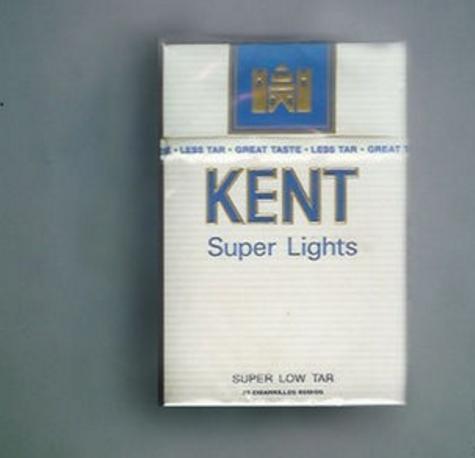 • LESS TAR • GREAT TASTE • LESS TAR • GREAT T
KENT
Super Lights
SUPER LOW TAR